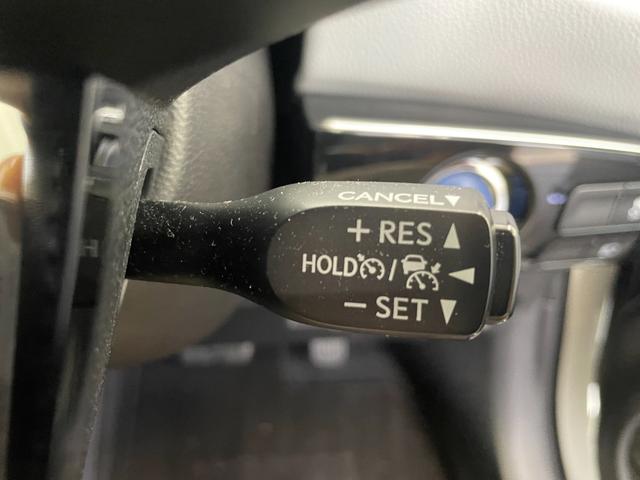 CANCEL▼
+ RES ▲
HOLD / ◀
− SET ▼
H